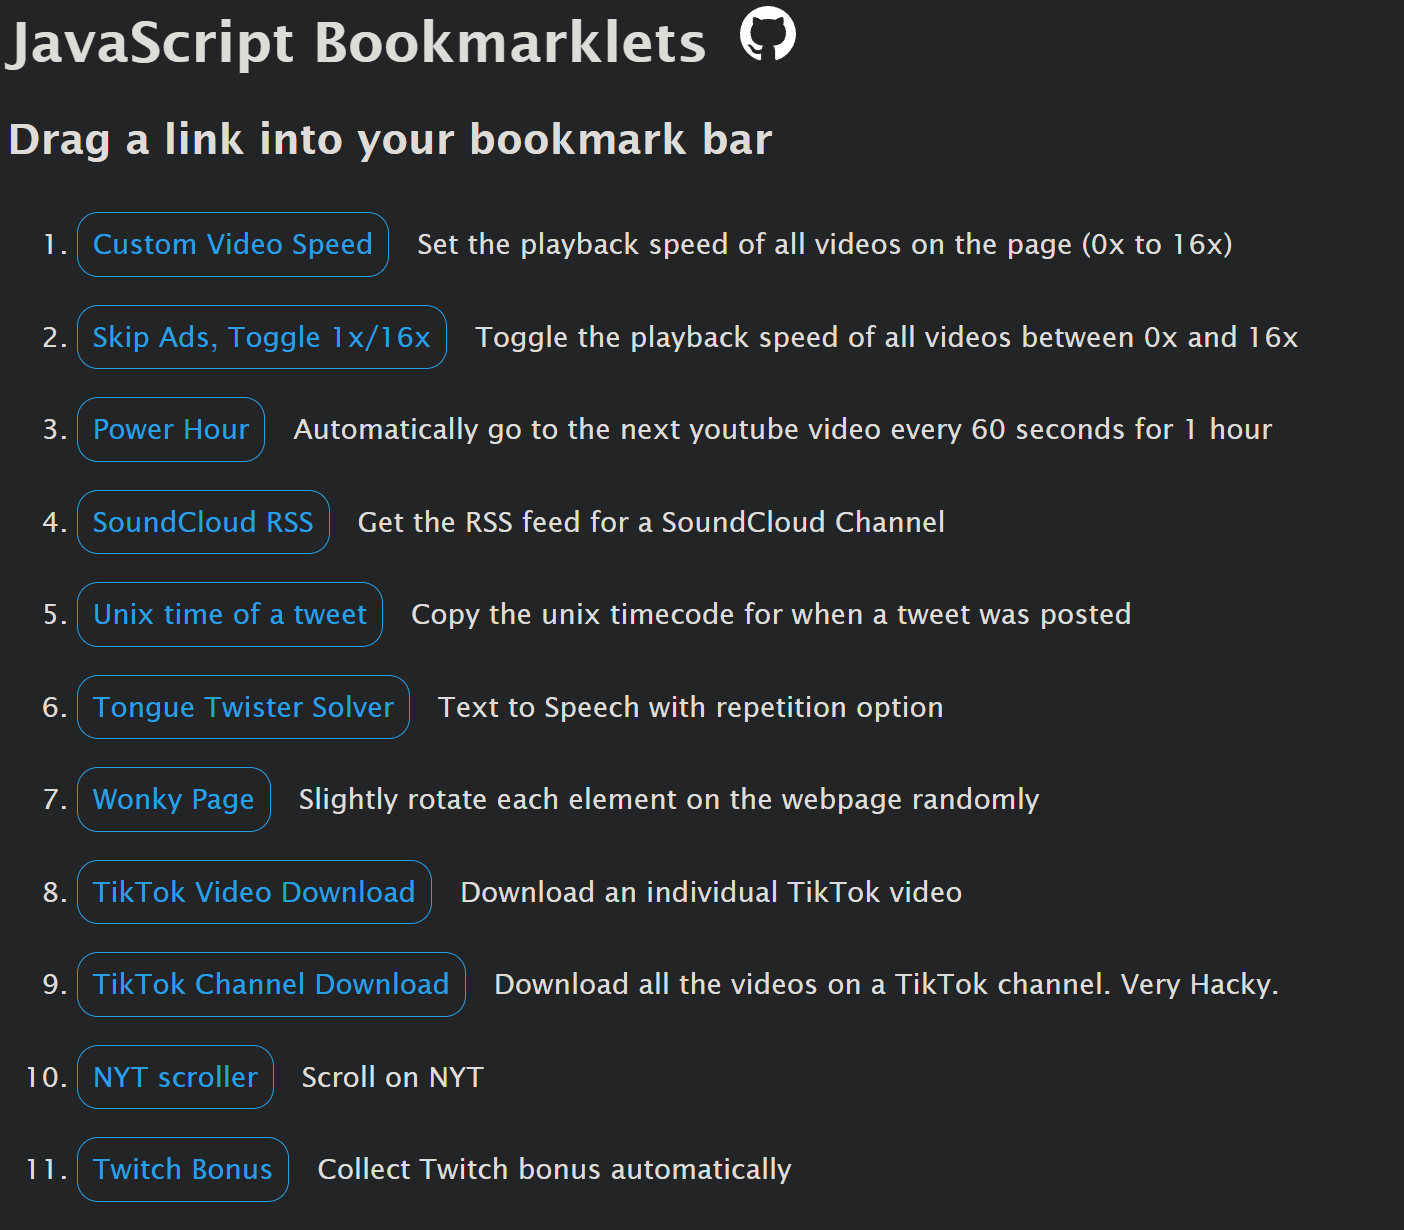 JavaScript Bookmarklets
Drag a link into your bookmark bar
1. Custom Video Speed Set the playback speed of all videos on the page (0x to 16x)
2. Skip Ads, Toggle 1x/16x Toggle the playback speed of all videos between 0x and 16x
3. Power Hour Automatically go to the next youtube video every 60 seconds for 1 hour
4. SoundCloud RSS Get the RSS feed for a SoundCloud Channel
5. Unix time of a tweet Copy the unix timecode for when a tweet was posted
6. Tongue Twister Solver Text to Speech with repetition option
7. Wonky Page Slightly rotate each element on the webpage randomly
8. TikTok Video Download Download an individual TikTok video
9. TikTok Channel Download Download all the videos on a TikTok channel. Very Hacky.
10. NYT scroller Scroll on NYT
11. Twitch Bonus Collect Twitch bonus automatically